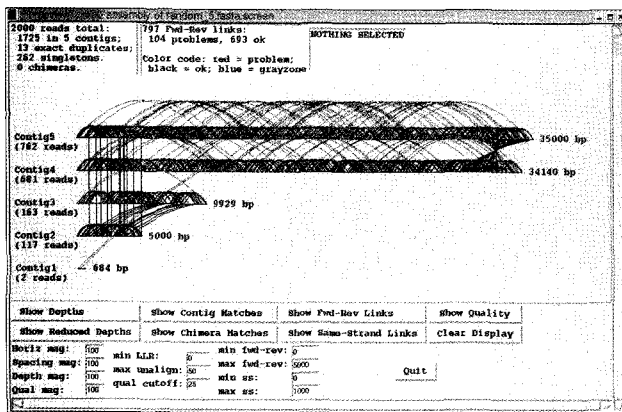 assembly of random_5.fasta.screen
2000 reads total:
1725 in 5 contigs;
13 exact duplicates;
262 singletons.
0 chimeras.
797 Fwd-Rev links:
104 problems, 693 ok
Color code: red = problem;
black = ok; blue = grayzone
NOTHING SELECTED
Contig5
(762 reads)
35000 bp
Contig4
(681 reads)
34140 bp
Contig3
(163 reads)
9929 bp
Contig2
(117 reads)
5000 bp
Contig1
(2 reads)
684 bp
Show Depths
Show Contig Matches
Show Fwd-Rev Links
Show Quality
Show Reduced Depths
Show Chimera Matches
Show Same-Strand Links
Clear Display
Horiz mag: 100
Spacing mag: 100
Depth mag: 100
Qual mag: 100
min LLR: 0
max unalign: 50
qual cutoff: 25
min fwd-rev: 0
max fwd-rev: 5000
min ss: 0
max ss: 1000
Quit